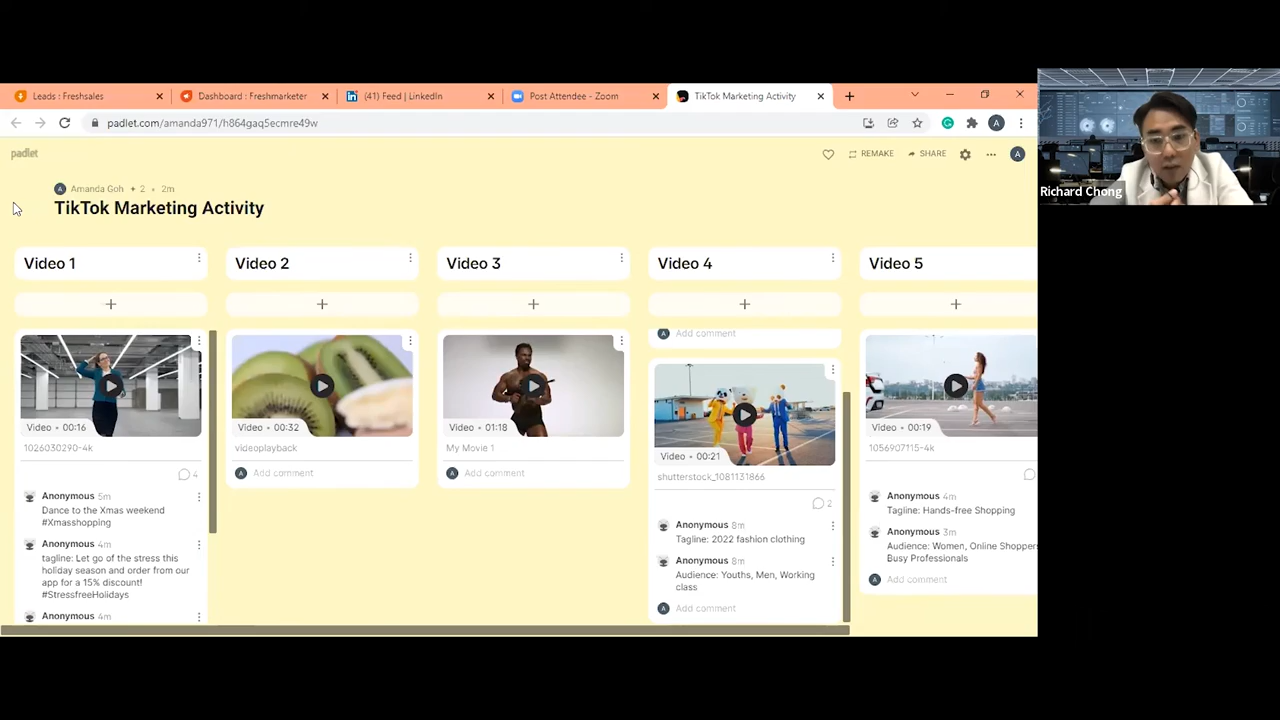 Leads : Freshsales
Dashboard : Freshmarketer
(41) Feed | LinkedIn
Post Attendee - Zoom
TikTok Marketing Activity
padlet.com/amanda971/h864gaq5ecmre49w
A
padlet
REMAKE
SHARE
A
A
Amanda Goh + 2 • 2m
TikTok Marketing Activity
Richard Chong
Video 1
Video 2
Video 3
Video 4
Video 5
Video • 00:16
1026030290-4k
4
Anonymous 5m
Dance to the Xmas weekend
#Xmasshopping
Anonymous 4m
tagline: Let go of the stress this
holiday season and order from our
app for a 15% discount!
#StressfreeHolidays
Anonymous 4m
Video • 00:32
videoplayback
A Add comment
Video • 01:18
My Movie 1
A Add comment
A Add comment
Video • 00:21
shutterstock_1081131866
2
Anonymous 8m
Tagline: 2022 fashion clothing
Anonymous 8m
Audience: Youths, Men, Working
class
A Add comment
Video • 00:19
1056907115-4k
Anonymous 4m
Tagline: Hands-free Shopping
Anonymous 3m
Audience: Women, Online Shoppers
Busy Professionals
A Add comment